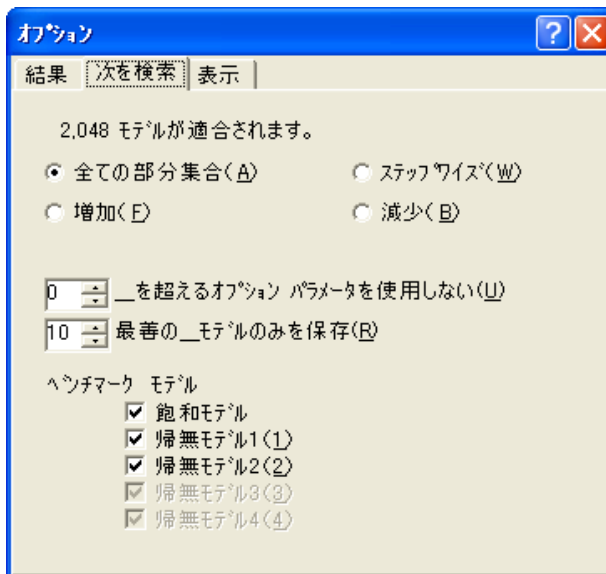 オプション
結果 次を検索 表示
2,048 モデルが適合されます。
全ての部分集合(A) ステップワイズ(W)
増加(F) 減少(B)
0 __を超えるオプション パラメータを使用しない(U)
10 最善の__モデルのみを保存(R)
ベンチマーク モデル
飽和モデル
帰無モデル1(1)
帰無モデル2(2)
帰無モデル3(3)
帰無モデル4(4)